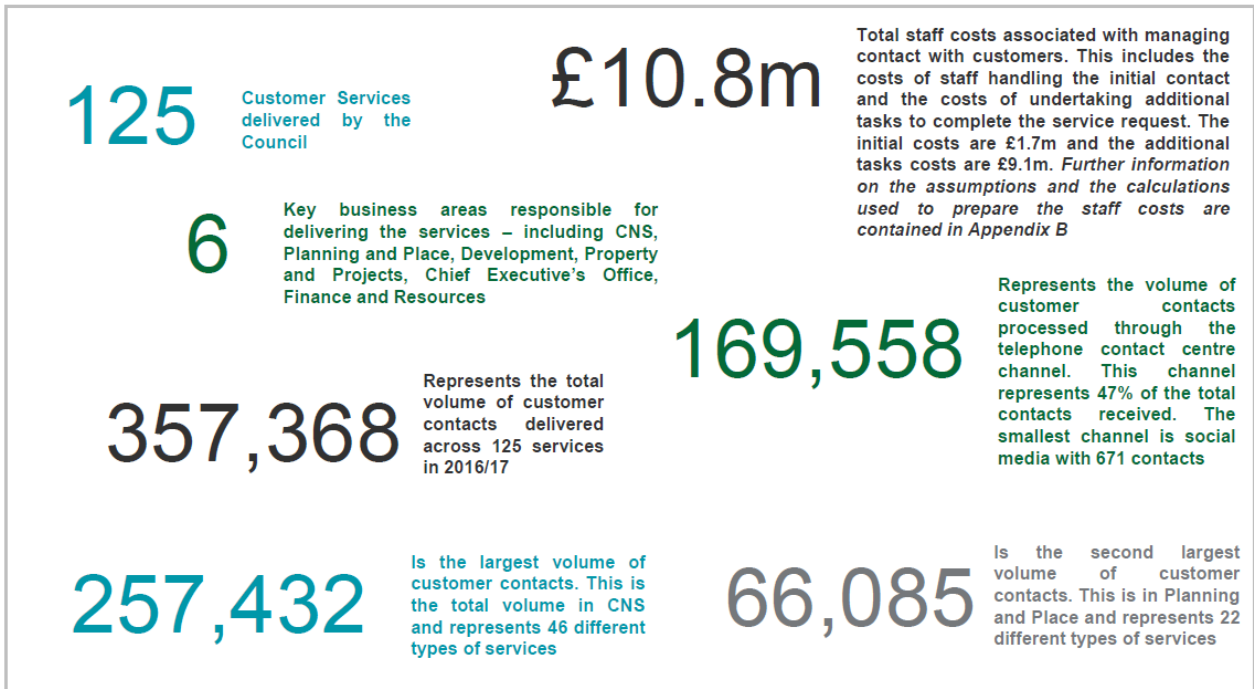 125
Customer Services
delivered by the
Council
£10.8m
Total staff costs associated with managing
contact with customers. This includes the
costs of staff handling the initial contact
and the costs of undertaking additional
tasks to complete the service request. The
initial costs are £1.7m and the additional
tasks costs are £9.1m. Further information
on the assumptions and the calculations
used to prepare the staff costs are
contained in Appendix B
6
Key business areas responsible for
delivering the services – including CNS,
Planning and Place, Development, Property
and Projects, Chief Executive's Office,
Finance and Resources
169,558
Represents the volume of
customer contacts
processed through the
telephone contact centre
channel. This channel
represents 47% of the total
contacts received. The
smallest channel is social
media with 671 contacts
357,368
Represents the total
volume of customer
contacts delivered
across 125 services
in 2016/17
257,432
Is the largest volume of
customer contacts. This is
the total volume in CNS
and represents 46 different
types of services
66,085
Is the second largest
volume of customer
contacts. This is in Planning
and Place and represents 22
different types of services